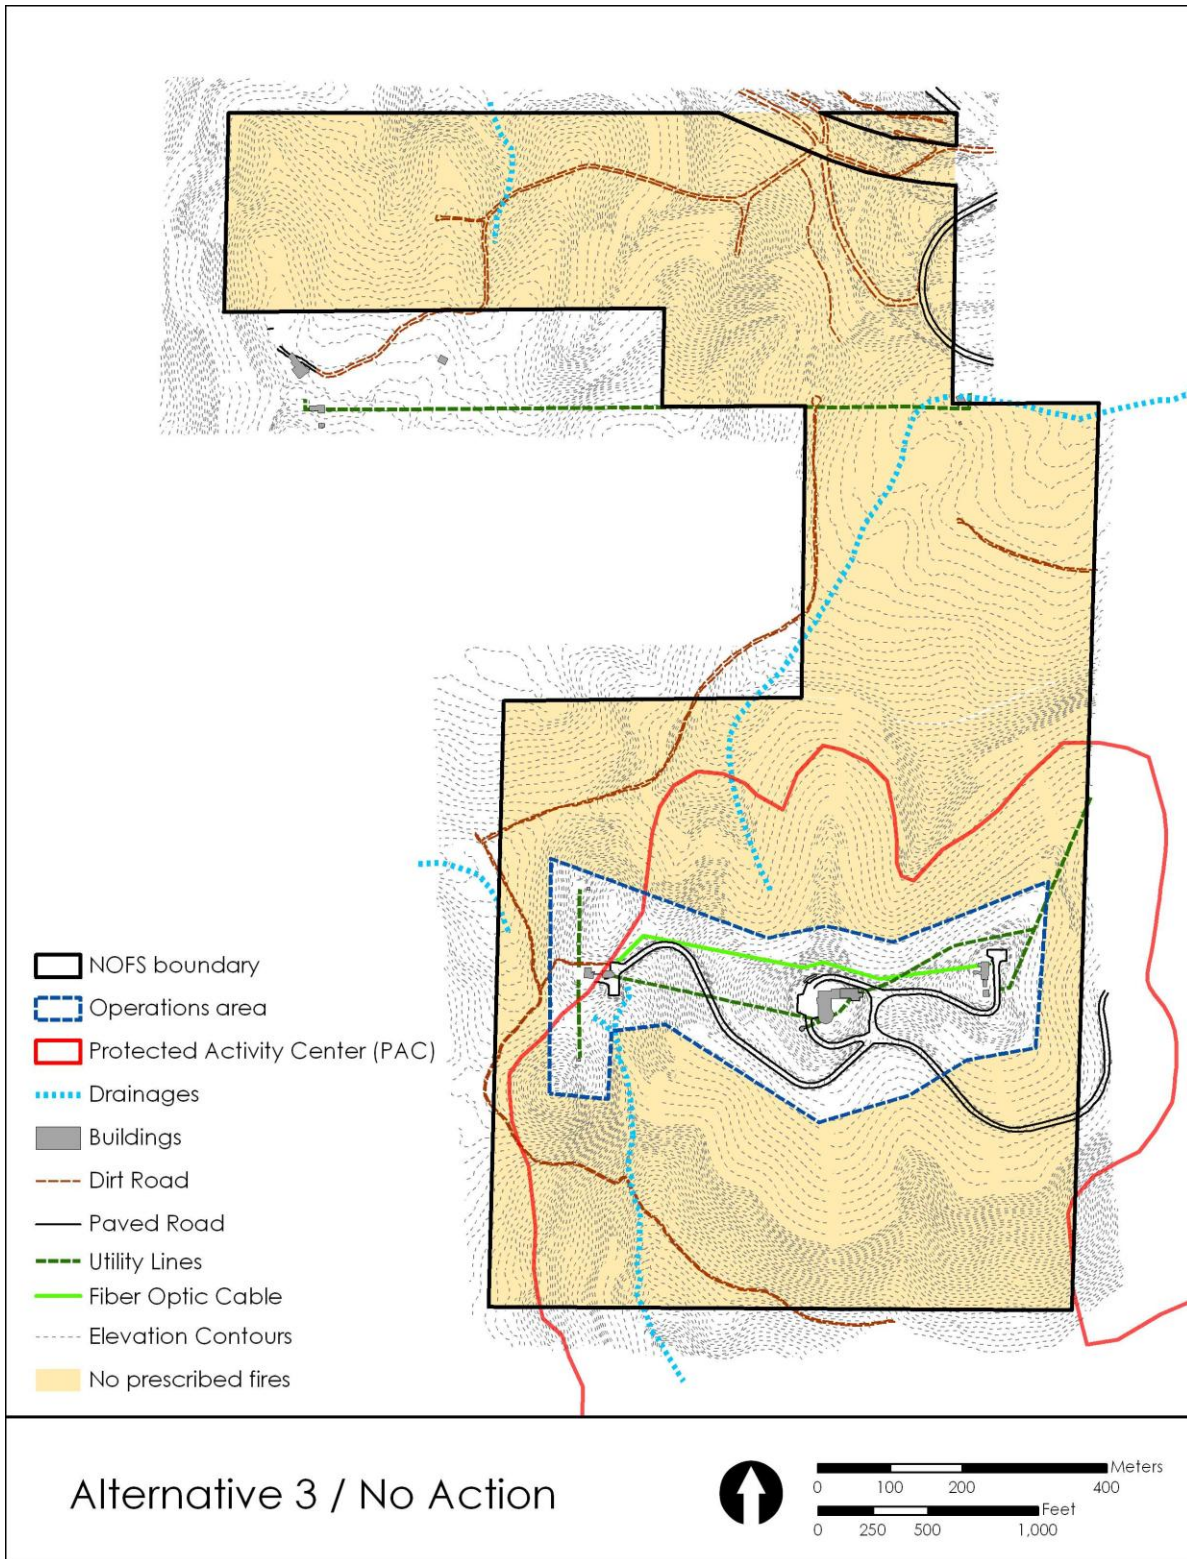 NOFS boundary
Operations area
Protected Activity Center (PAC)
Drainages
Buildings
Dirt Road
Paved Road
Utility Lines
Fiber Optic Cable
Elevation Contours
No prescribed fires
Alternative 3 / No Action
Meters
0 100 200 400
Feet
0 250 500 1,000